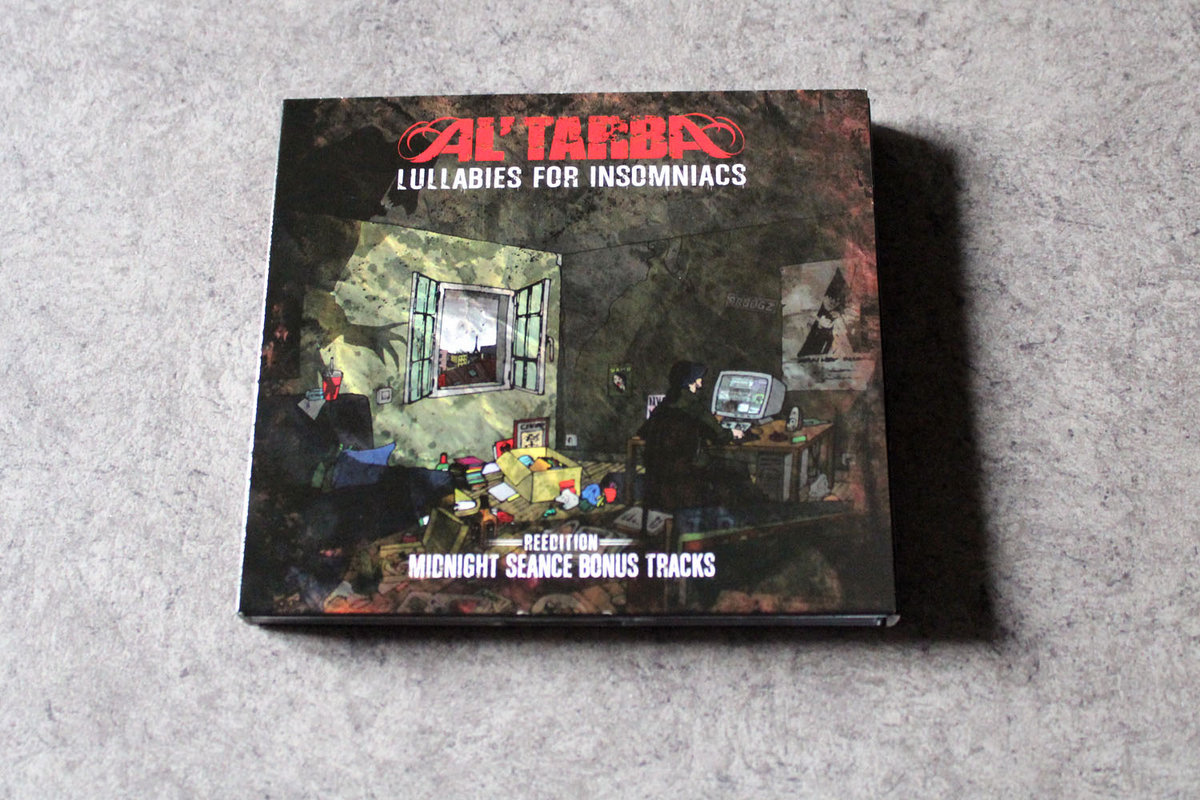 AL'TARBA
LULLABIES FOR INSOMNIACS
REEDITION
MIDNIGHT SEANCE BONUS TRACKS